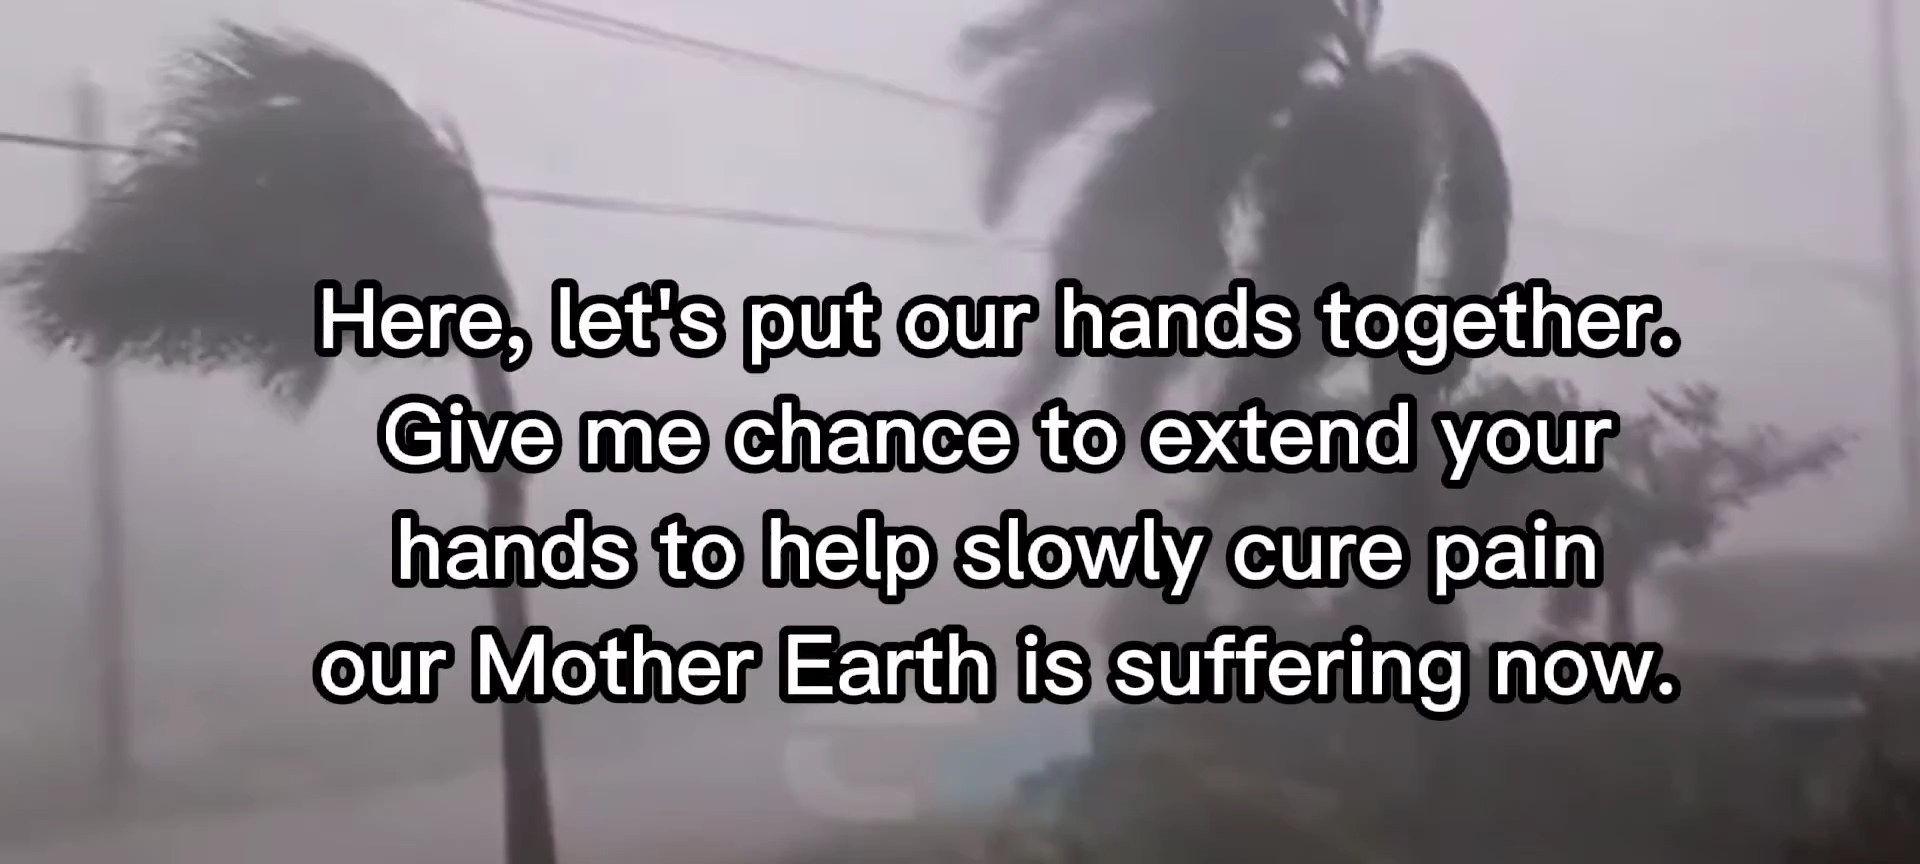 Here, let's put our hands together.
Give me chance to extend your
hands to help slowly cure pain
our Mother Earth is suffering now.